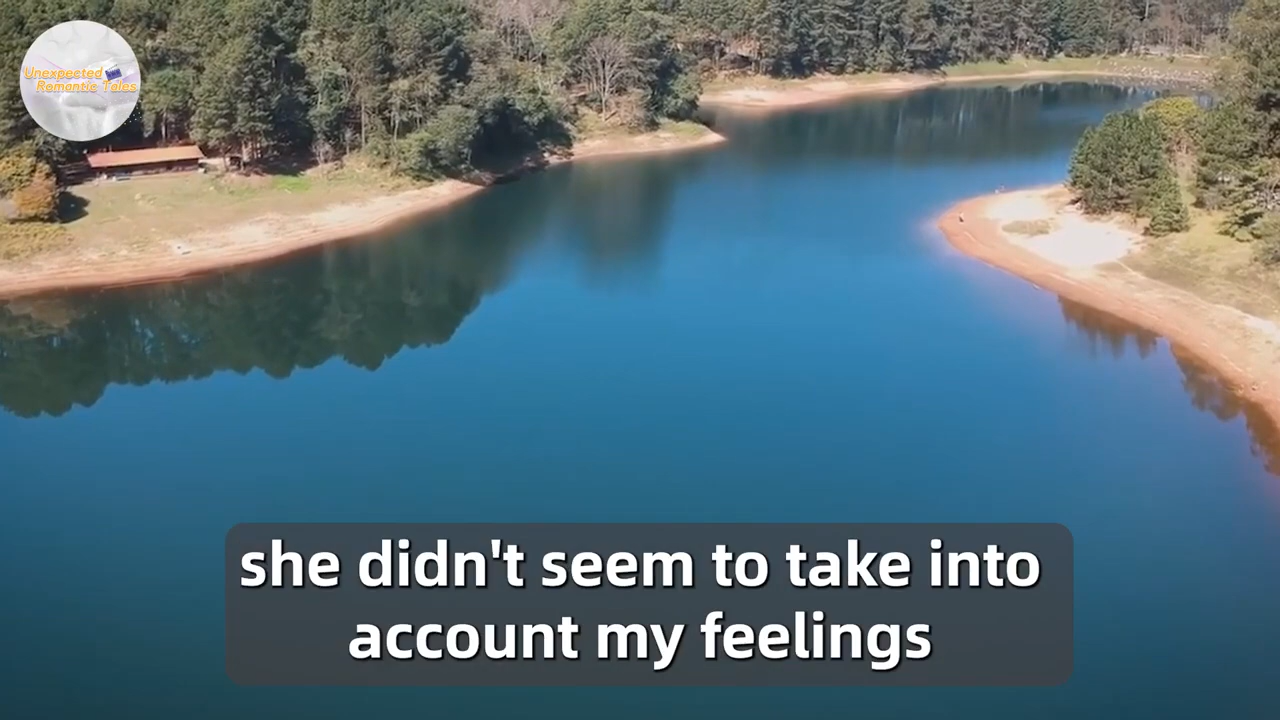 Unexpected
Romantic Tales
she didn't seem to take into
account my feelings